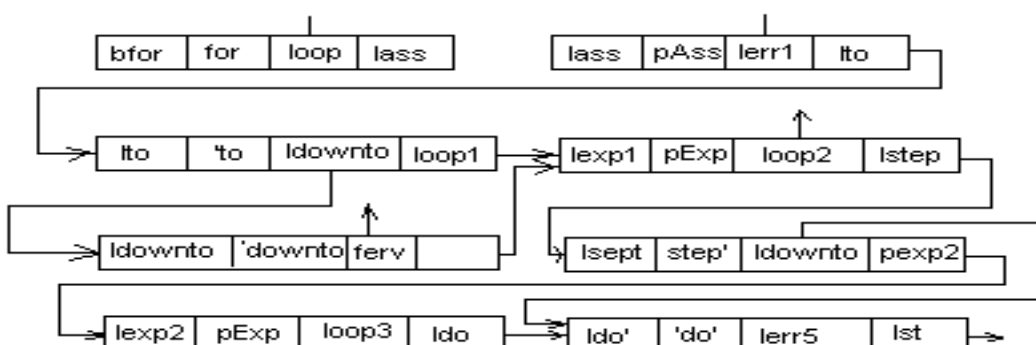 bfor for loop lass lass pAss lerr1 lto
lto 'to ldownto loop1 lexp1 pExp loop2 lstep
ldownto 'downto ferv lsept step' ldownto pexp2
lexp2 pExp loop3 ldo ldo' 'do' lerr5 lst